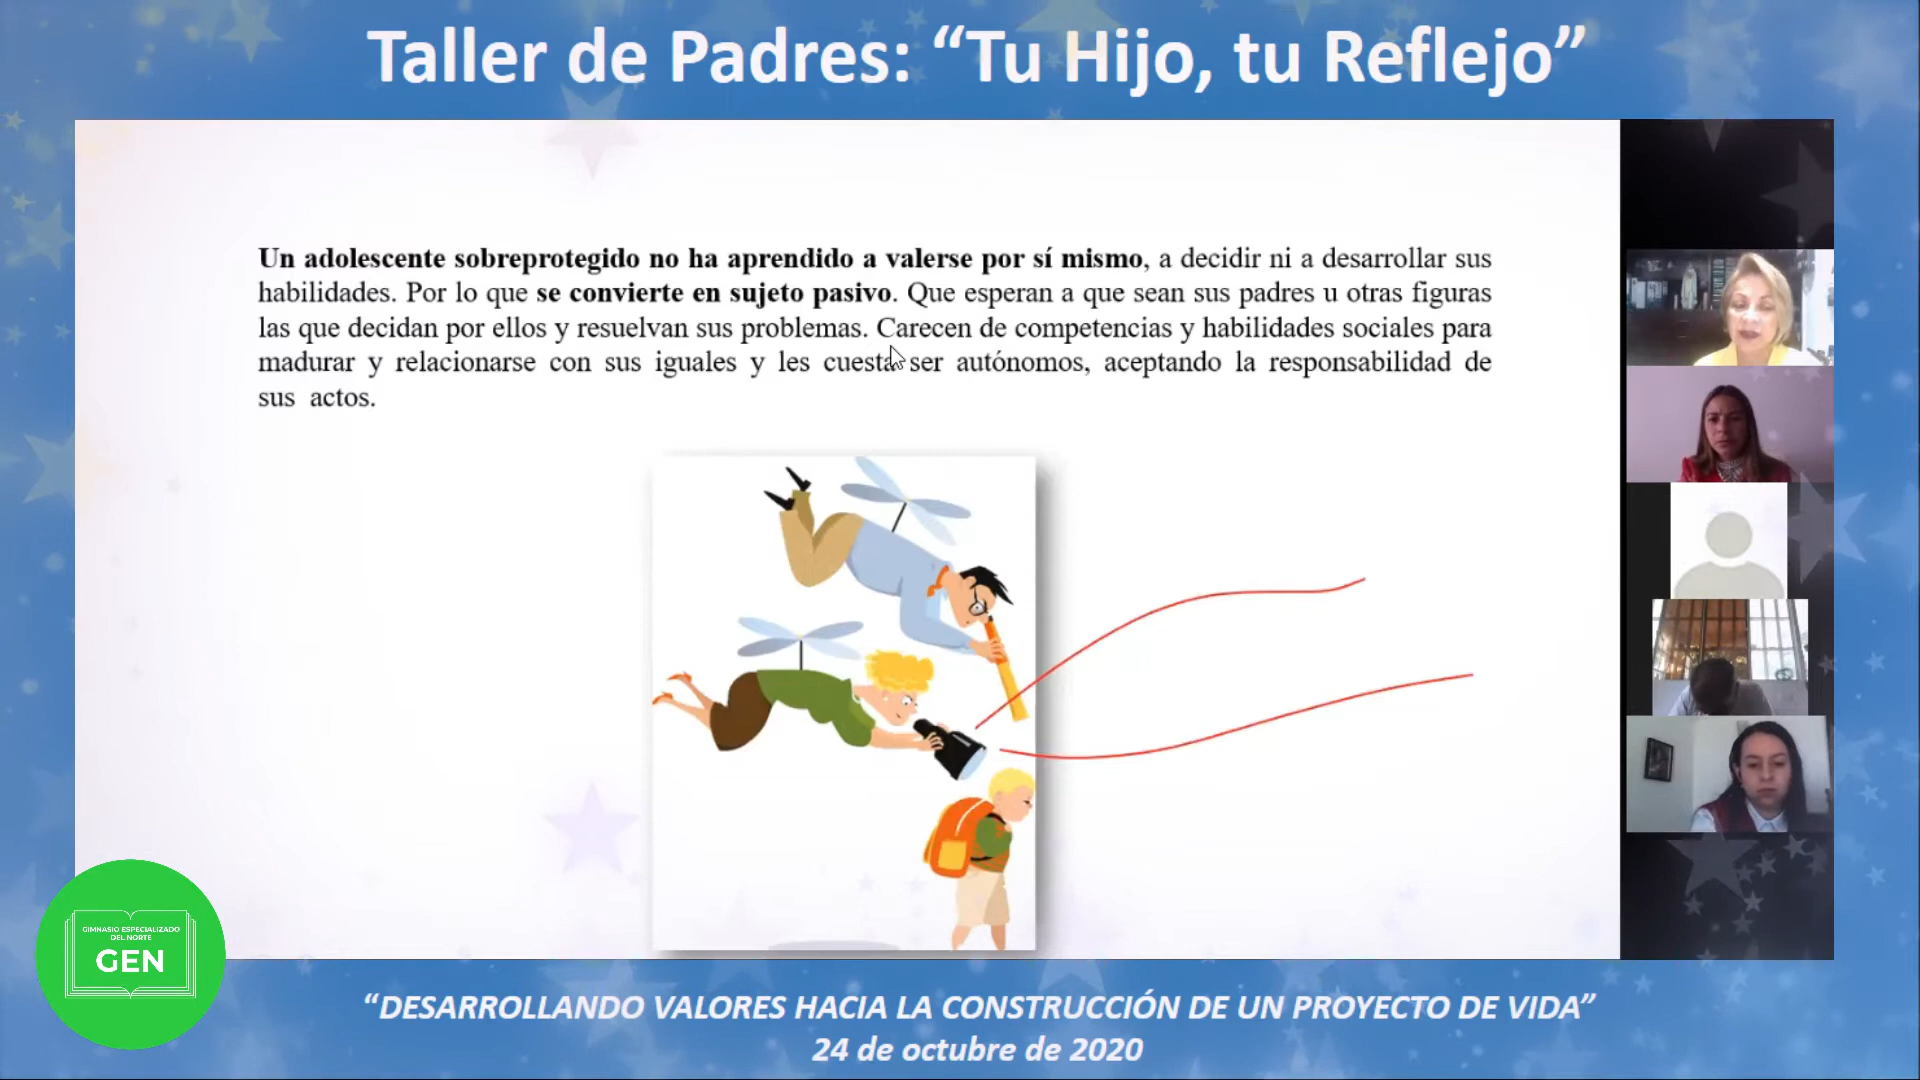 Taller de Padres: “Tu Hijo, tu Reflejo”
Un adolescente sobreprotegido no ha aprendido a valerse por sí mismo, a decidir ni a desarrollar sus
habilidades. Por lo que se convierte en sujeto pasivo. Que esperan a que sean sus padres u otras figuras
las que decidan por ellos y resuelvan sus problemas. Carecen de competencias y habilidades sociales para
madurar y relacionarse con sus iguales y les cuesta ser autónomos, aceptando la responsabilidad de
sus actos.
GIMNASIO ESPECIALIZADO
DEL NORTE
GEN
“DESARROLLANDO VALORES HACIA LA CONSTRUCCIÓN DE UN PROYECTO DE VIDA”
24 de octubre de 2020